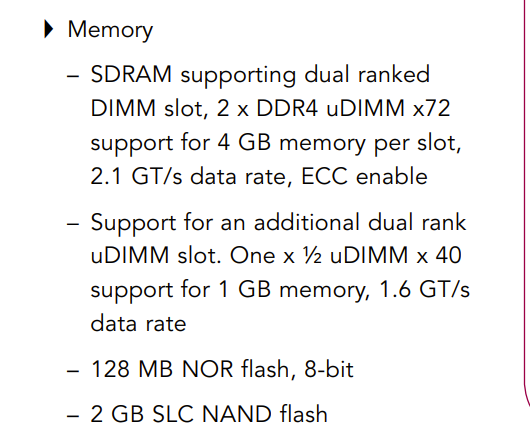 Memory
– SDRAM supporting dual ranked
DIMM slot, 2 x DDR4 uDIMM x72
support for 4 GB memory per slot,
2.1 GT/s data rate, ECC enable
– Support for an additional dual rank
uDIMM slot. One x ½ uDIMM x 40
support for 1 GB memory, 1.6 GT/s
data rate
– 128 MB NOR flash, 8-bit
– 2 GB SLC NAND flash